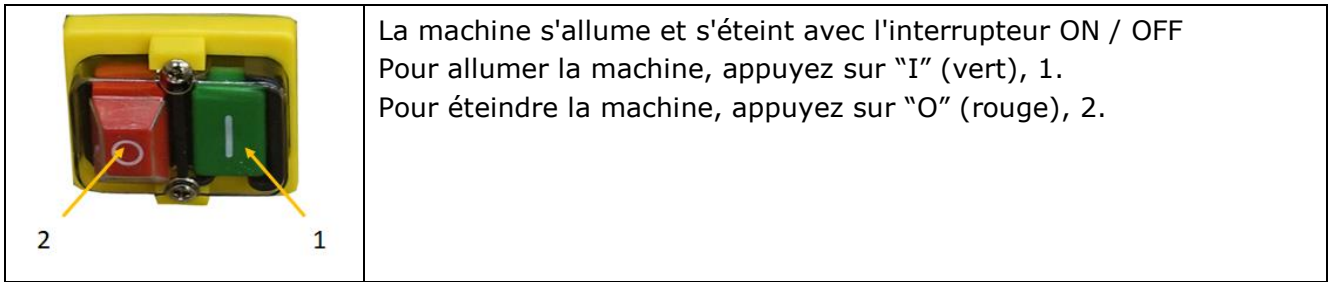 La machine s'allume et s'éteint avec l'interrupteur ON / OFF
Pour allumer la machine, appuyez sur “I” (vert), 1.
Pour éteindre la machine, appuyez sur “O” (rouge), 2.
O
I
2
1